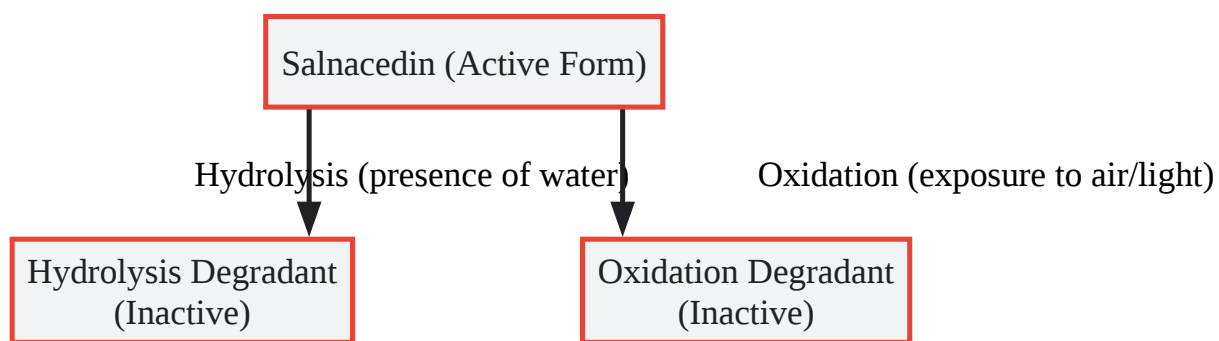 Salnacedin (Active Form)
Hydrolysis (presence of water)
Oxidation (exposure to air/light)
Hydrolysis Degradant
(Inactive)
Oxidation Degradant
(Inactive)